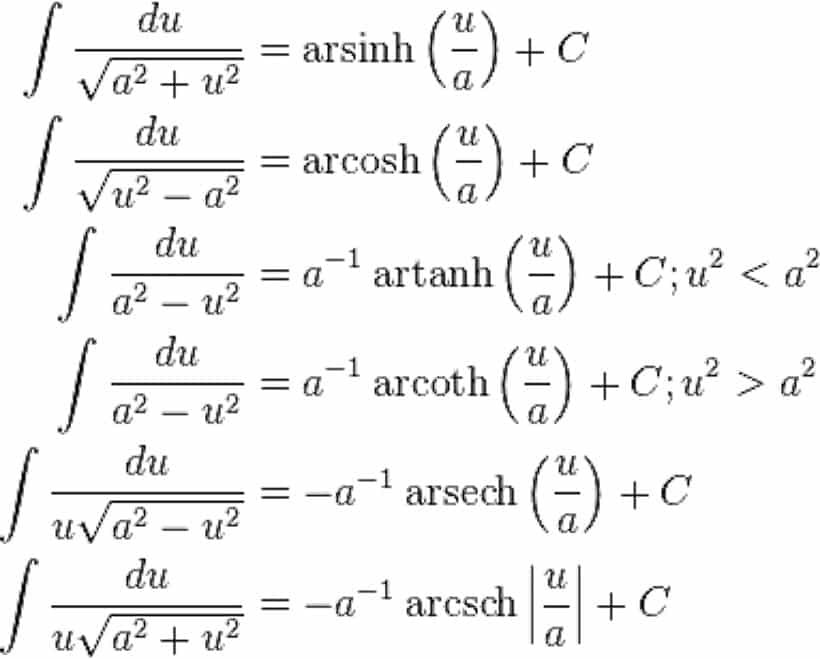 ∫ du/√(a² + u²) = arsinh (u/a) + C
∫ du/√(u² − a²) = arcosh (u/a) + C
∫ du/(a² − u²) = a⁻¹ artanh (u/a) + C; u² < a²
∫ du/(a² − u²) = a⁻¹ arcoth (u/a) + C; u² > a²
∫ du/(u√(a² − u²)) = −a⁻¹ arsech (u/a) + C
∫ du/(u√(a² + u²)) = −a⁻¹ arcsch |u/a| + C